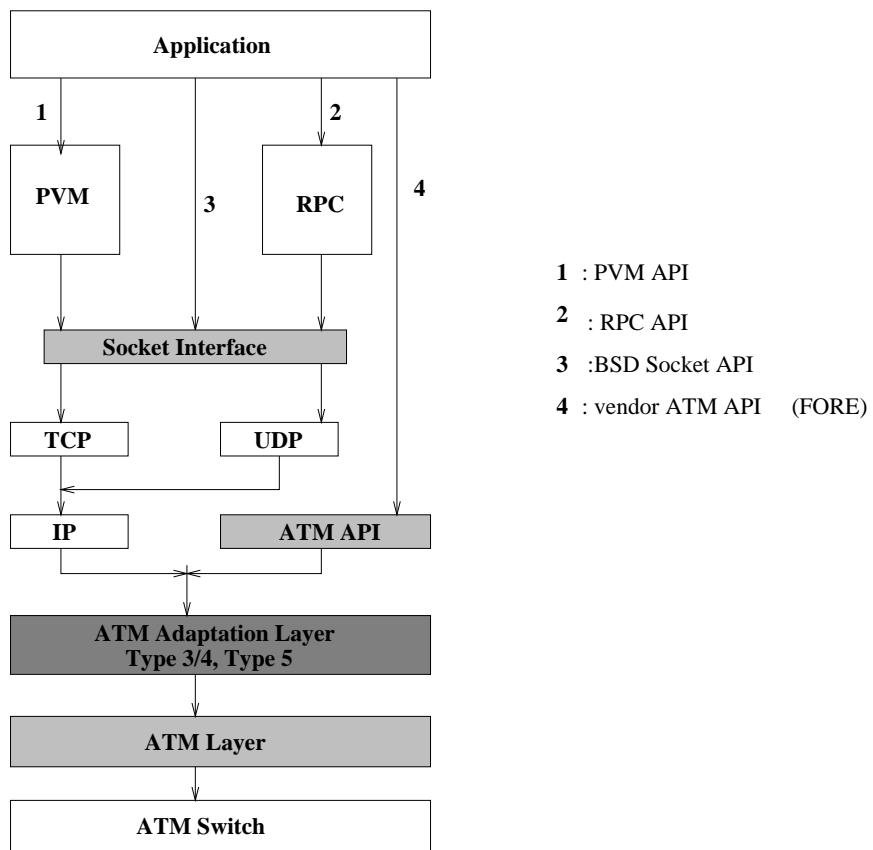 Application
1
2
PVM
3
RPC
4
Socket Interface
TCP
UDP
IP
ATM API
ATM Adaptation Layer
Type 3/4, Type 5
ATM Layer
ATM Switch
1 : PVM API
2 : RPC API
3 :BSD Socket API
4 : vendor ATM API (FORE)